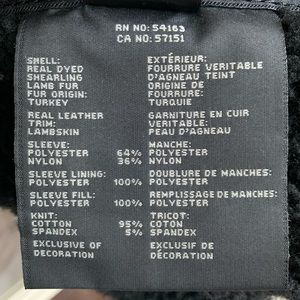 RN NO: 54163
CA NO: 57151
SHELL:
REAL DYED
SHEARLING
LAMB FUR
FUR ORIGIN:
TURKEY
REAL LEATHER
TRIM:
LAMBSKIN
SLEEVE:
POLYESTER 64%
NYLON 36%
SLEEVE LINING:
POLYESTER 100%
SLEEVE FILL:
POLYESTER 100%
KNIT:
COTTON 95%
SPANDEX 5%
EXCLUSIVE OF
DECORATION
EXTÉRIEUR:
FOURRURE VERITABLE
D'AGNEAU TEINT
ORIGINE DE
FOURRURE:
TURQUIE
GARNITURE EN CUIR
VERITABLE:
PEAU D'AGNEAU
MANCHE:
POLYESTER
NYLON
DOUBLURE DE MANCHES:
POLYESTER
REMPLISSAGE DE MANCHES:
POLYESTER
TRICOT:
COTON
SPANDEX
EXCLUSIF DE
DÉCORATION